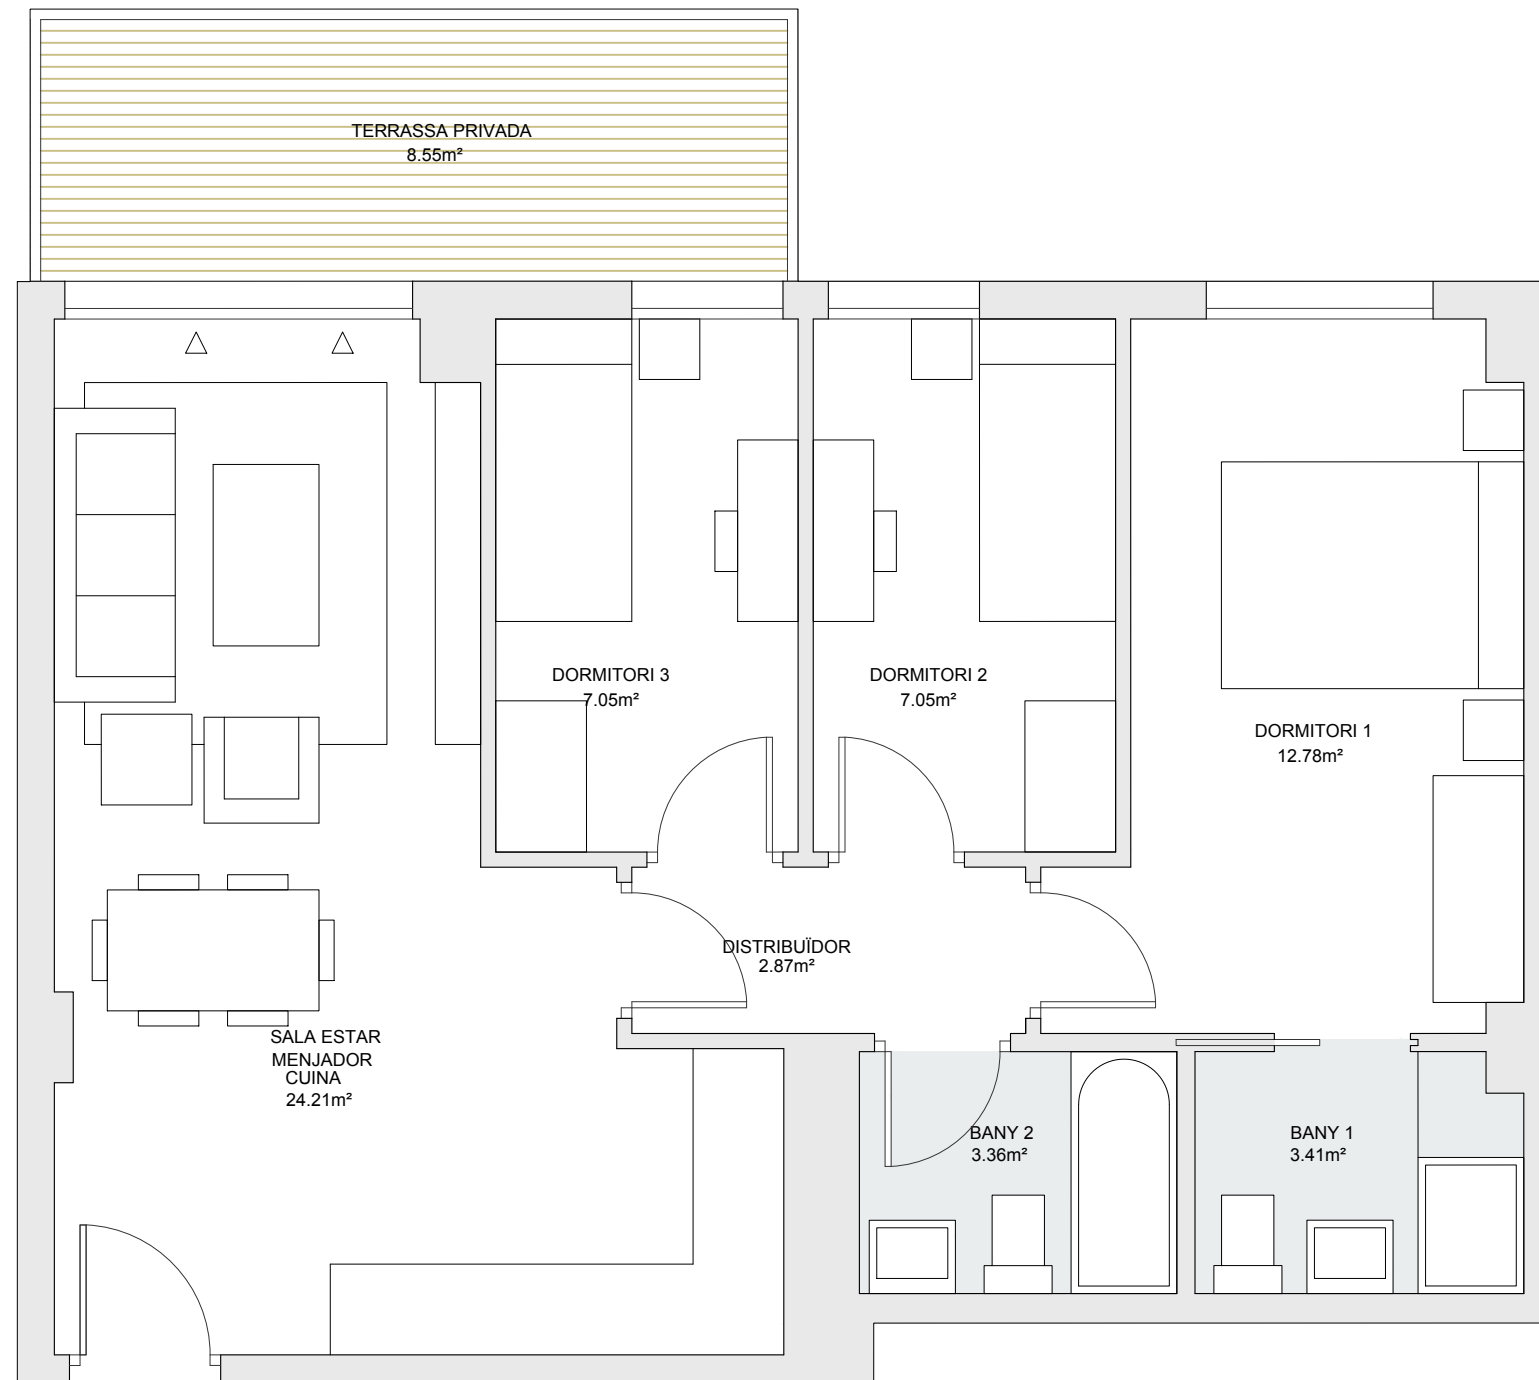 TERRASSA PRIVADA
8.55m²
DORMITORI 3
7.05m²
DORMITORI 2
7.05m²
DORMITORI 1
12.78m²
DISTRIBUÏDOR
2.87m²
SALA ESTAR
MENJADOR
CUINA
24.21m²
BANY 2
3.36m²
BANY 1
3.41m²